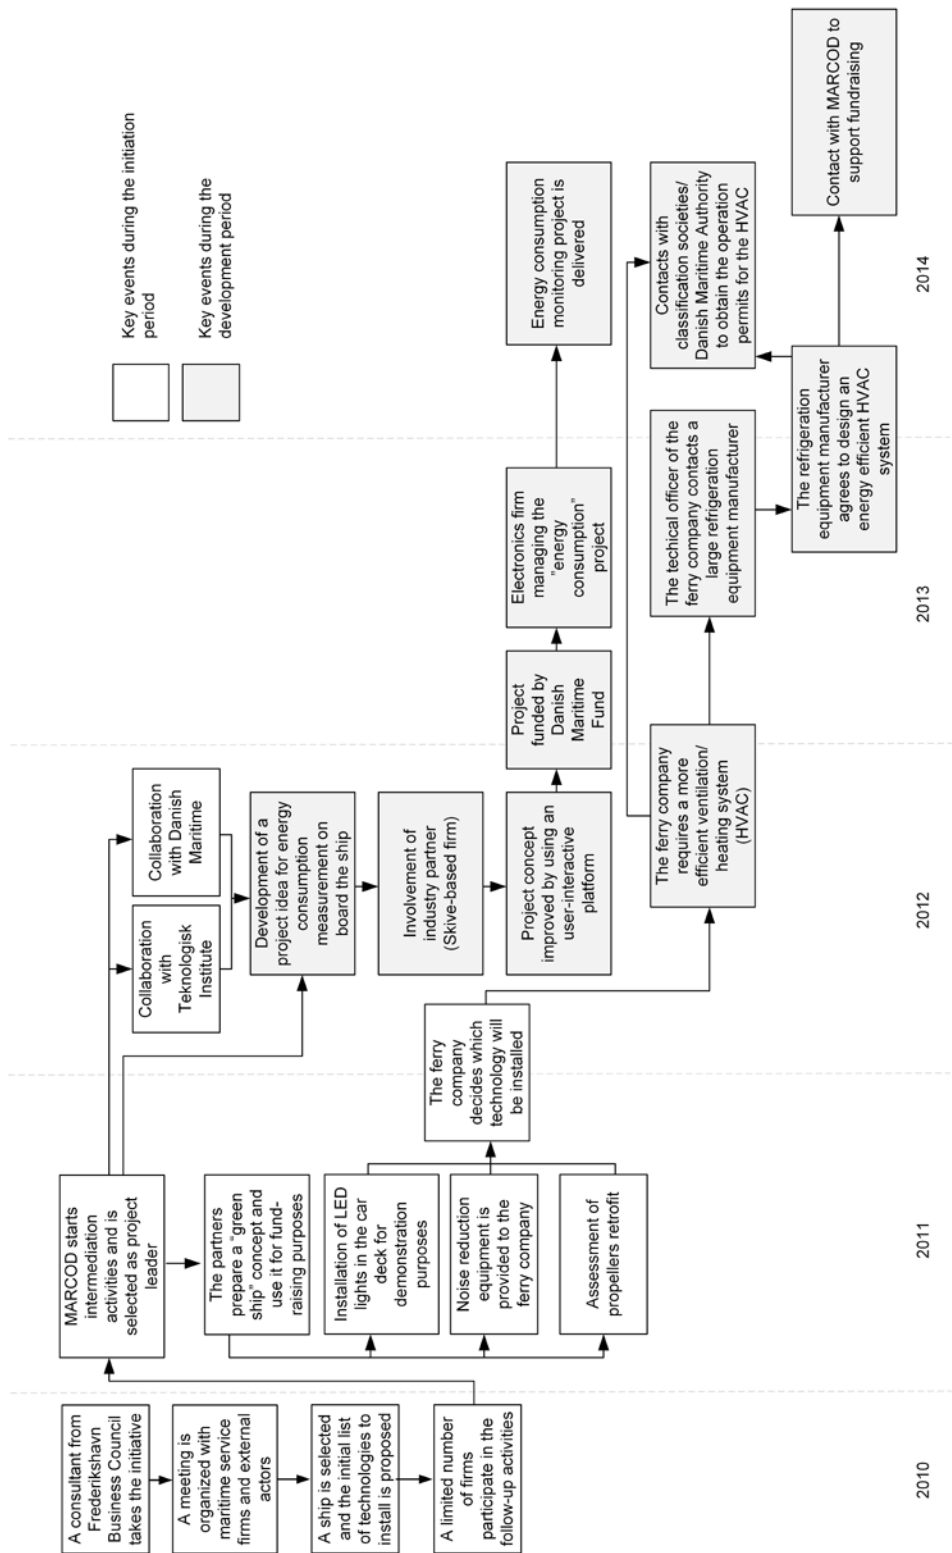 A consultant from
Frederikshavn
Business Council
takes the initiative
A meeting is
organized with
maritime service
firms and external
actors
A ship is selected
and the initial list
of technologies to
install is proposed
A limited number
of firms
participate in the
follow-up activities
2010
MARCOD starts
intermediation
activities and is
selected as project
leader
The partners
prepare a "green
ship" concept and
use it for fund-
raising purposes
Installation of LED
lights in the car
deck for
demonstration
purposes
Noise reduction
equipment is
provided to the
ferry company
Assessment of
propellers retrofit
2011
The ferry
company
decides which
technology will
be installed
Collaboration
with
Teknologisk
Institute
Collaboration
with Danish
Maritime
Development of a
project idea for energy
consumption
measurement on
board the ship
Involvement of
industry partner
(Skive-based firm)
Project concept
improved by using an
user-interactive
platform
The ferry company
requires a more
efficient ventilation/
heating system
(HVAC)
2012
Project
funded by
Danish
Maritime
Fund
Electronics firm
managing the
"energy
consumption"
project
The techical officer of the
ferry company contacts a
large refrigeration
equipment manufacturer
2013
The refrigeration
equipment manufacturer
agrees to design an
energy efficient HVAC
system
Key events during the initiation
period
Key events during the
development period
Energy consumption
monitoring project is
delivered
Contacts with
classification societies/
Danish Maritime Authority
to obtain the operation
permits for the HVAC
Contact with MARCOD to
support fundraising
2014